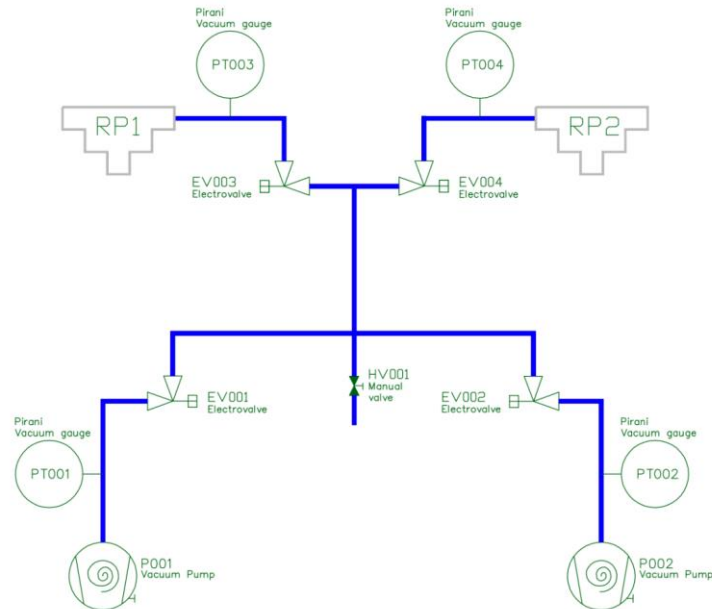 Pirani
Vacuum gauge
PT003
Pirani
Vacuum gauge
PT004
RP1
RP2
EV003
Electrovalve
EV004
Electrovalve
HV001
Manual
valve
EV001
Electrovalve
EV002
Electrovalve
Pirani
Vacuum gauge
PT001
Pirani
Vacuum gauge
PT002
P001
Vacuum Pump
P002
Vacuum Pump